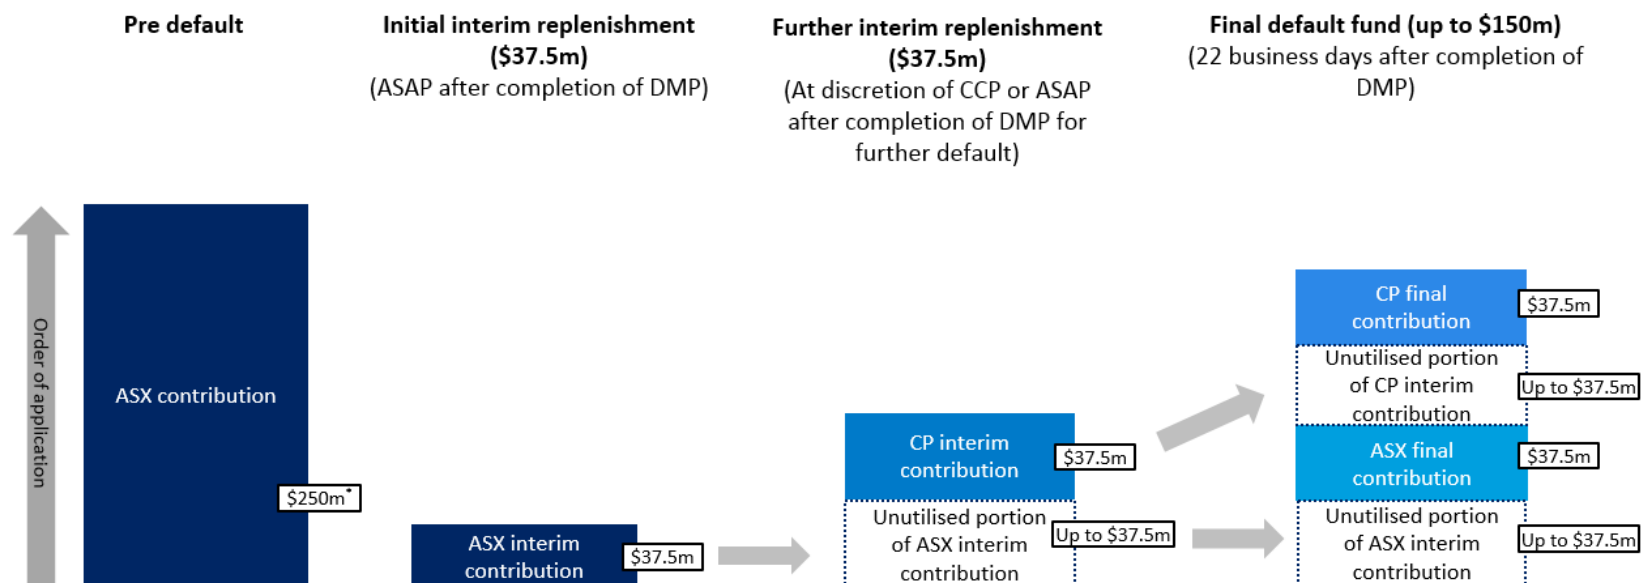 Pre default
Initial interim replenishment
($37.5m)
(ASAP after completion of DMP)
Further interim replenishment
($37.5m)
(At discretion of CCP or ASAP
after completion of DMP for
further default)
Final default fund (up to $150m)
(22 business days after completion of
DMP)
Order of application
ASX contribution
$250m*
ASX interim
contribution
$37.5m
CP interim
contribution
$37.5m
Unutilised portion
of ASX interim
contribution
Up to $37.5m
CP final
contribution
$37.5m
Unutilised portion
of CP interim
contribution
Up to $37.5m
ASX final
contribution
$37.5m
Unutilised portion
of ASX interim
contribution
Up to $37.5m